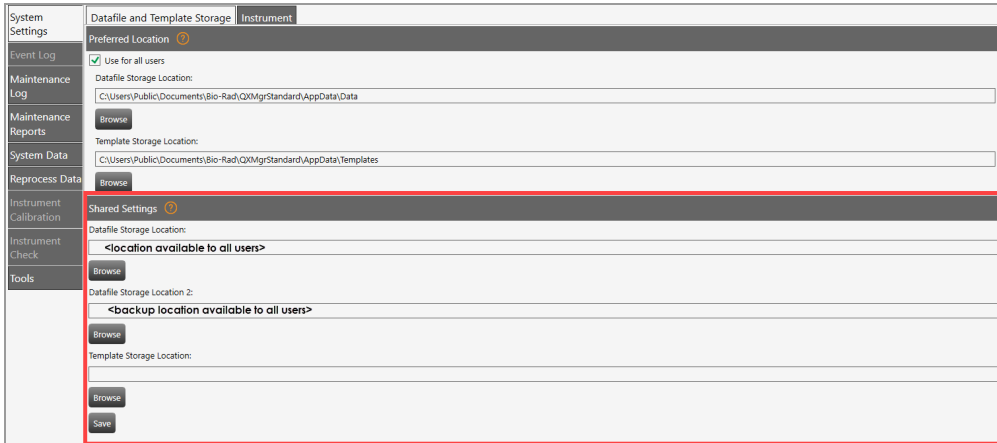 System
Settings
Event Log
Maintenance
Log
Maintenance
Reports
System Data
Reprocess Data
Instrument
Calibration
Instrument
Check
Tools
Datafile and Template Storage
Instrument
Preferred Location ?
Use for all users
Datafile Storage Location:
C:\Users\Public\Documents\Bio-Rad\QXMgrStandard\AppData\Data
Browse
Template Storage Location:
C:\Users\Public\Documents\Bio-Rad\QXMgrStandard\AppData\Templates
Browse
Shared Settings ?
Datafile Storage Location:
<location available to all users>
Browse
Datafile Storage Location 2:
<backup location available to all users>
Browse
Template Storage Location:
Browse
Save